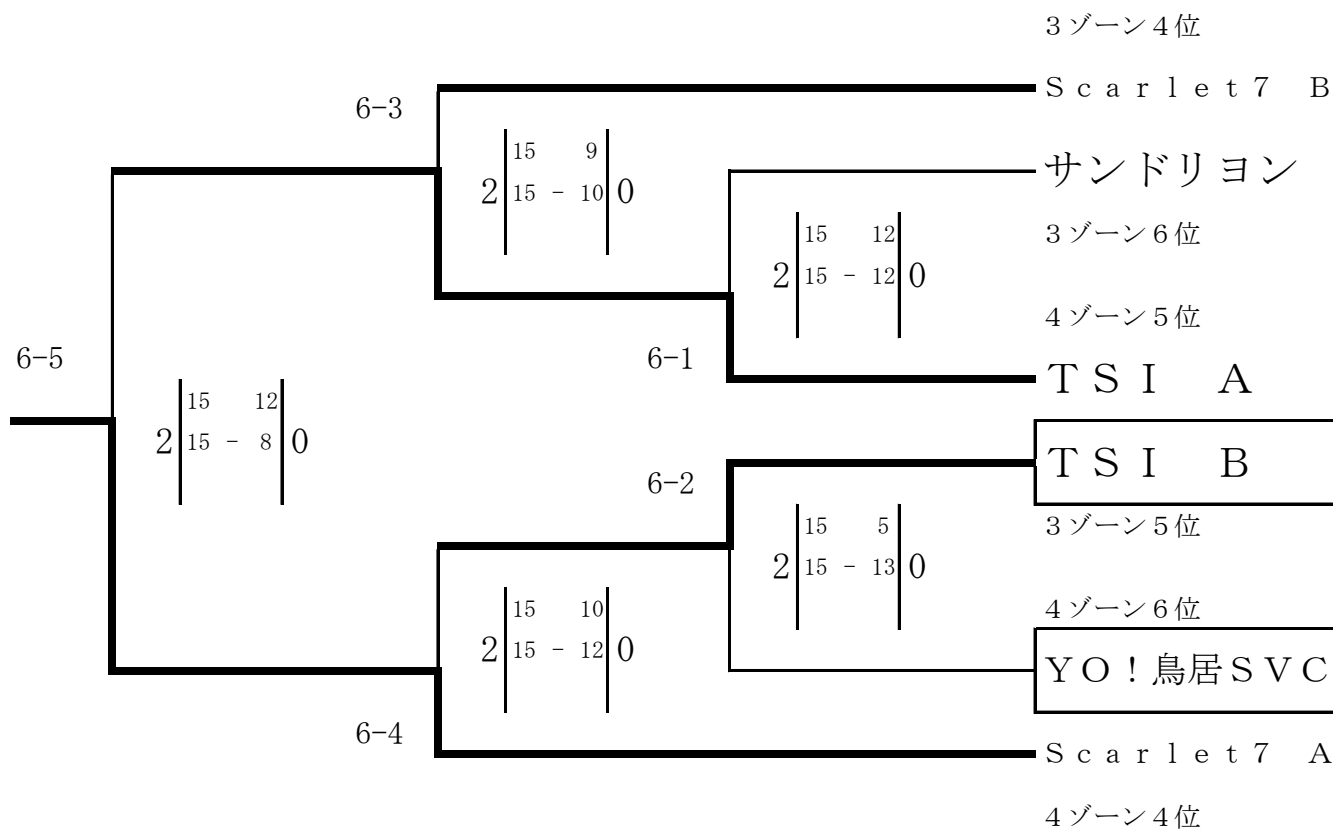 ３ゾーン４位
Ｓｃａｒｌｅｔ７　Ｂ
6-3
15 9
2 15 - 10 0
サンドリヨン
３ゾーン６位
15 12
2 15 - 12 0
４ゾーン５位
6-1
ＴＳＩ　Ａ
6-5
15 12
2 15 - 8 0
ＴＳＩ　Ｂ
6-2
３ゾーン５位
15 5
2 15 - 13 0
４ゾーン６位
15 10
2 15 - 12 0
ＹＯ！鳥居ＳＶＣ
6-4
Ｓｃａｒｌｅｔ７　Ａ
４ゾーン４位